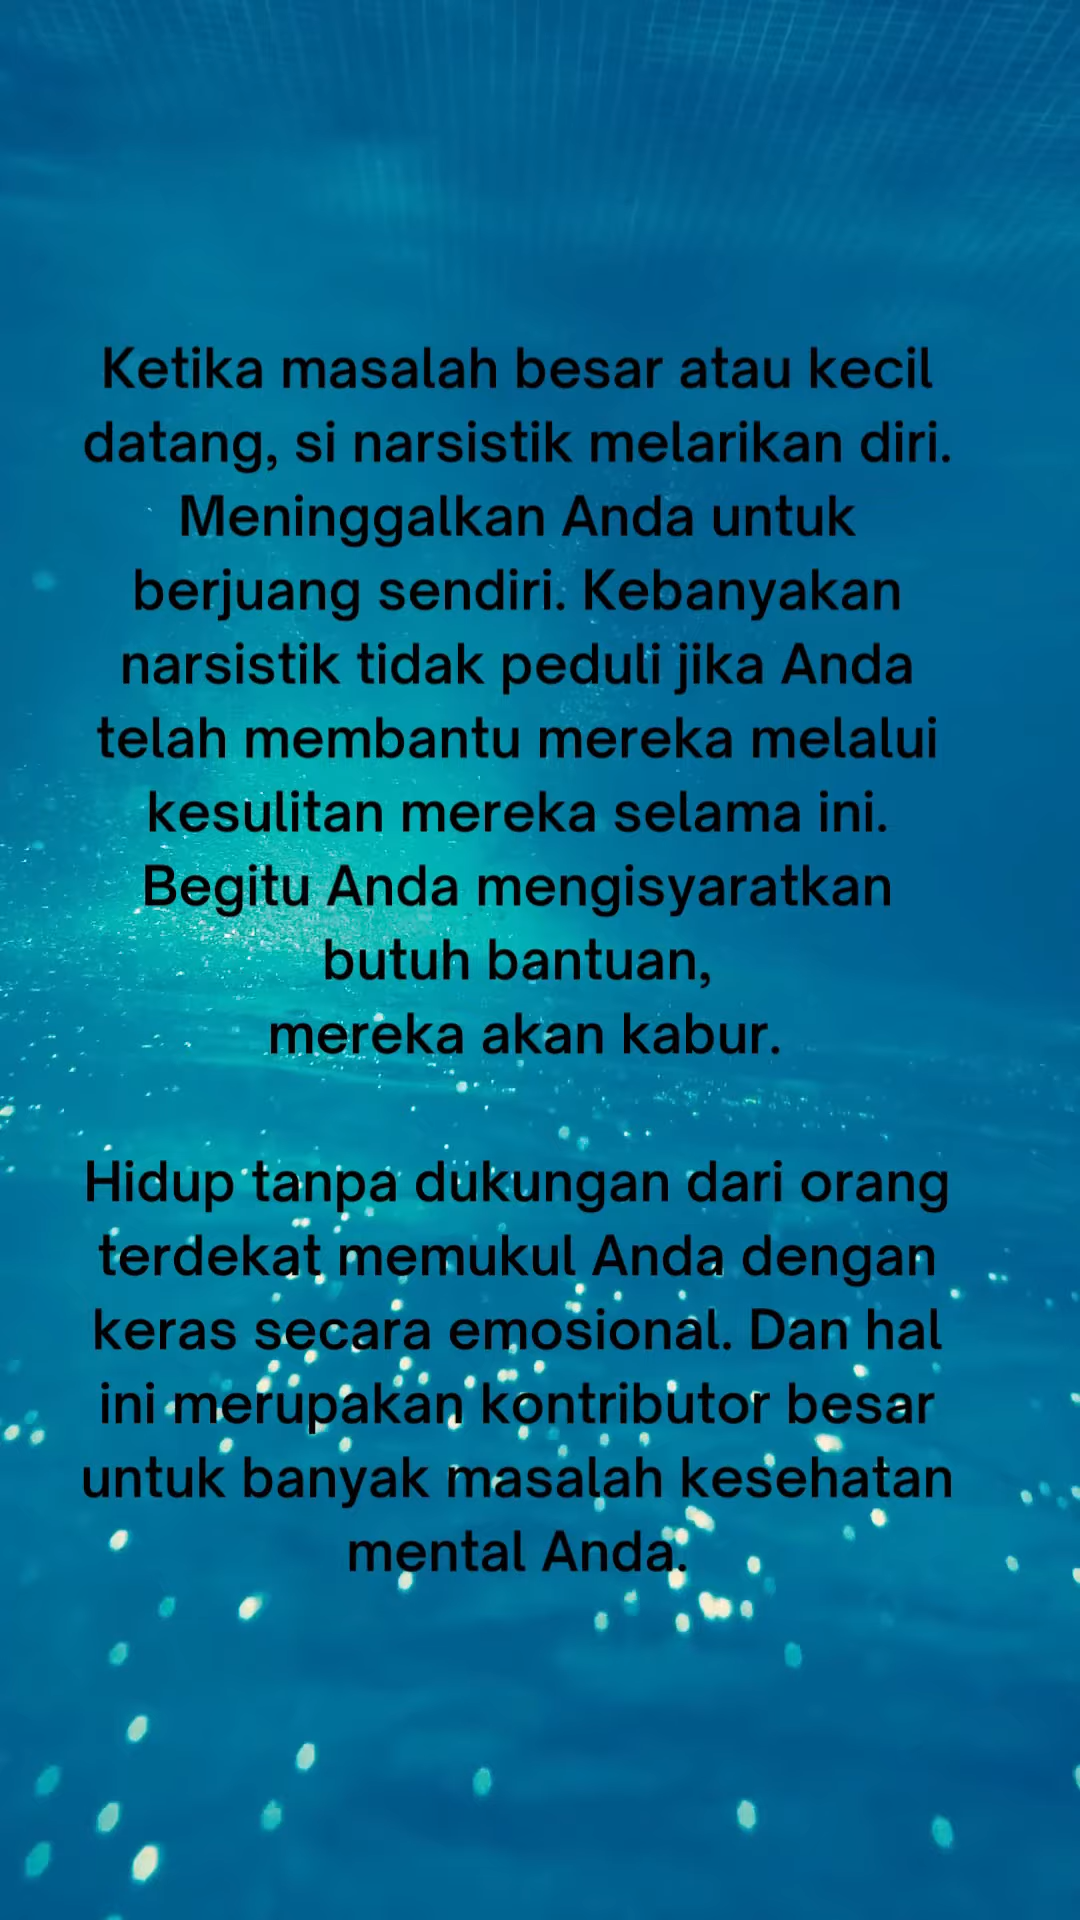 Ketika masalah besar atau kecil
datang, si narsistik melarikan diri.
Meninggalkan Anda untuk
berjuang sendiri. Kebanyakan
narsistik tidak peduli jika Anda
telah membantu mereka melalui
kesulitan mereka selama ini.
Begitu Anda mengisyaratkan
butuh bantuan,
mereka akan kabur.
Hidup tanpa dukungan dari orang
terdekat memukul Anda dengan
keras secara emosional. Dan hal
ini merupakan kontributor besar
untuk banyak masalah kesehatan
mental Anda.